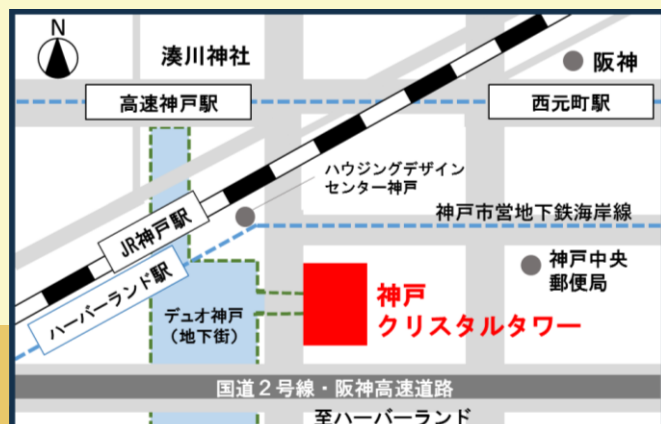 N
湊川神社
阪神
高速神戸駅
西元町駅
ハウジングデザイン
センター神戸
JR神戸駅
神戸市営地下鉄海岸線
ハーバーランド駅
神戸中央
郵便局
デュオ神戸
（地下街）
神戸
クリスタルタワー
国道２号線・阪神高速道路
至ハーバーランド